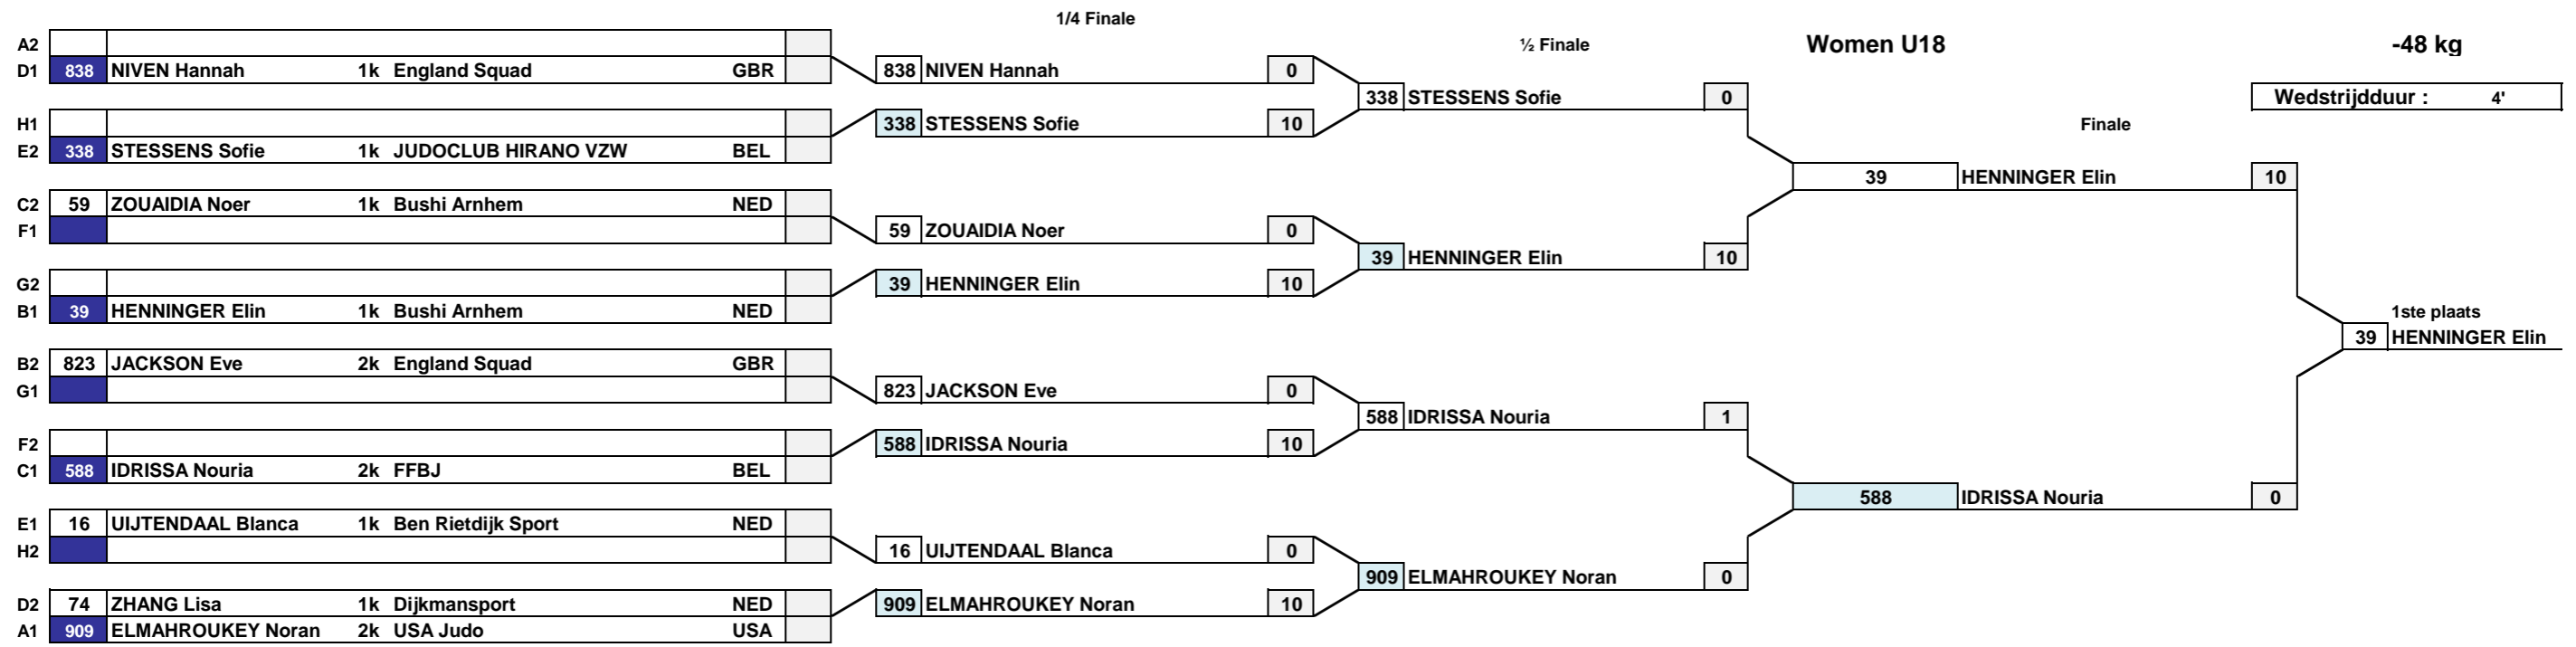 1/4 Finale
½ Finale
Women U18 -48 kg
Wedstrijdduur : 4'
Finale
A2
D1 838 NIVEN Hannah 1k England Squad GBR
H1
E2 338 STESSENS Sofie 1k JUDOCLUB HIRANO VZW BEL
C2 59 ZOUAIDIA Noer 1k Bushi Arnhem NED
F1
G2
B1 39 HENNINGER Elin 1k Bushi Arnhem NED
B2 823 JACKSON Eve 2k England Squad GBR
G1
F2
C1 588 IDRISSA Nouria 2k FFBJ BEL
E1 16 UIJTENDAAL Blanca 1k Ben Rietdijk Sport NED
H2
D2 74 ZHANG Lisa 1k Dijkmansport NED
A1 909 ELMAHROUKEY Noran 2k USA Judo USA
838 NIVEN Hannah 0
338 STESSENS Sofie 10
59 ZOUAIDIA Noer 0
39 HENNINGER Elin 10
823 JACKSON Eve 0
588 IDRISSA Nouria 10
16 UIJTENDAAL Blanca 0
909 ELMAHROUKEY Noran 10
338 STESSENS Sofie 0
39 HENNINGER Elin 10
588 IDRISSA Nouria 1
909 ELMAHROUKEY Noran 0
39 HENNINGER Elin 10
588 IDRISSA Nouria 0
1ste plaats
39 HENNINGER Elin